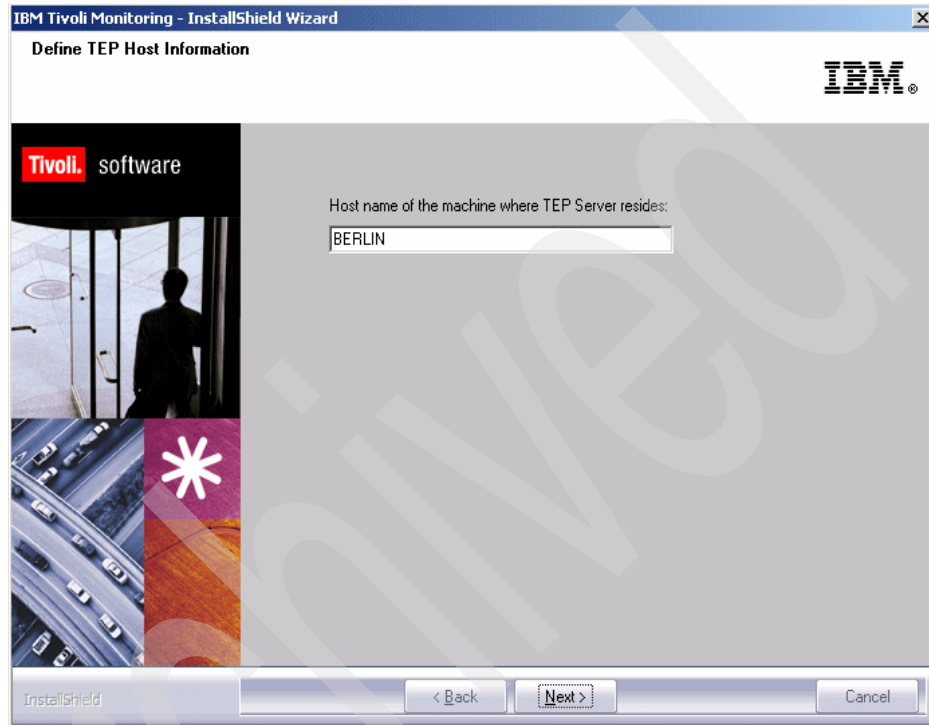 IBM Tivoli Monitoring - InstallShield Wizard
Define TEP Host Information
IBM®
Tivoli. software
Host name of the machine where TEP Server resides:
BERLIN
InstallShield
< Back
Next >
Cancel
hived